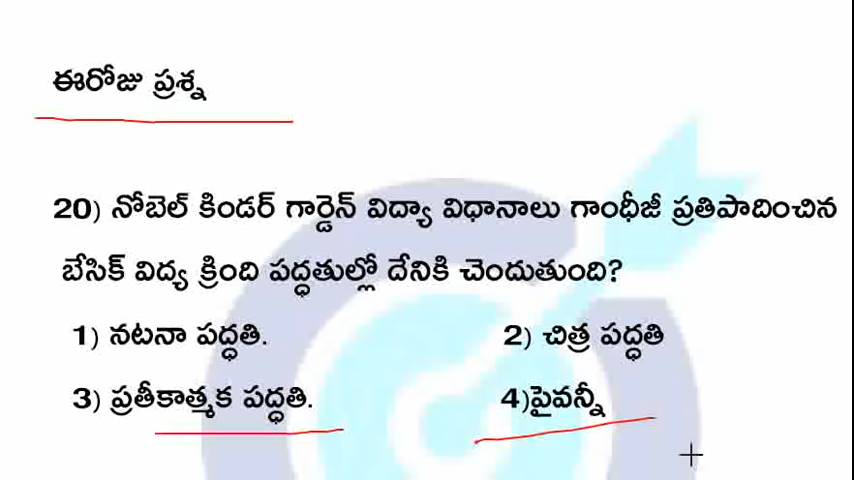 ఈరోజు ప్రశ్న
20) నోబెల్ కిండర్ గార్డెన్ విద్యా విధానాలు గాంధీజీ ప్రతిపాదించిన
బేసిక్ విద్య క్రింది పద్ధతుల్లో దేనికి చెందుతుంది?
1) నటనా పద్ధతి. 2) చిత్ర పద్ధతి
3) ప్రతీకాత్మక పద్ధతి. 4)పైవన్నీ